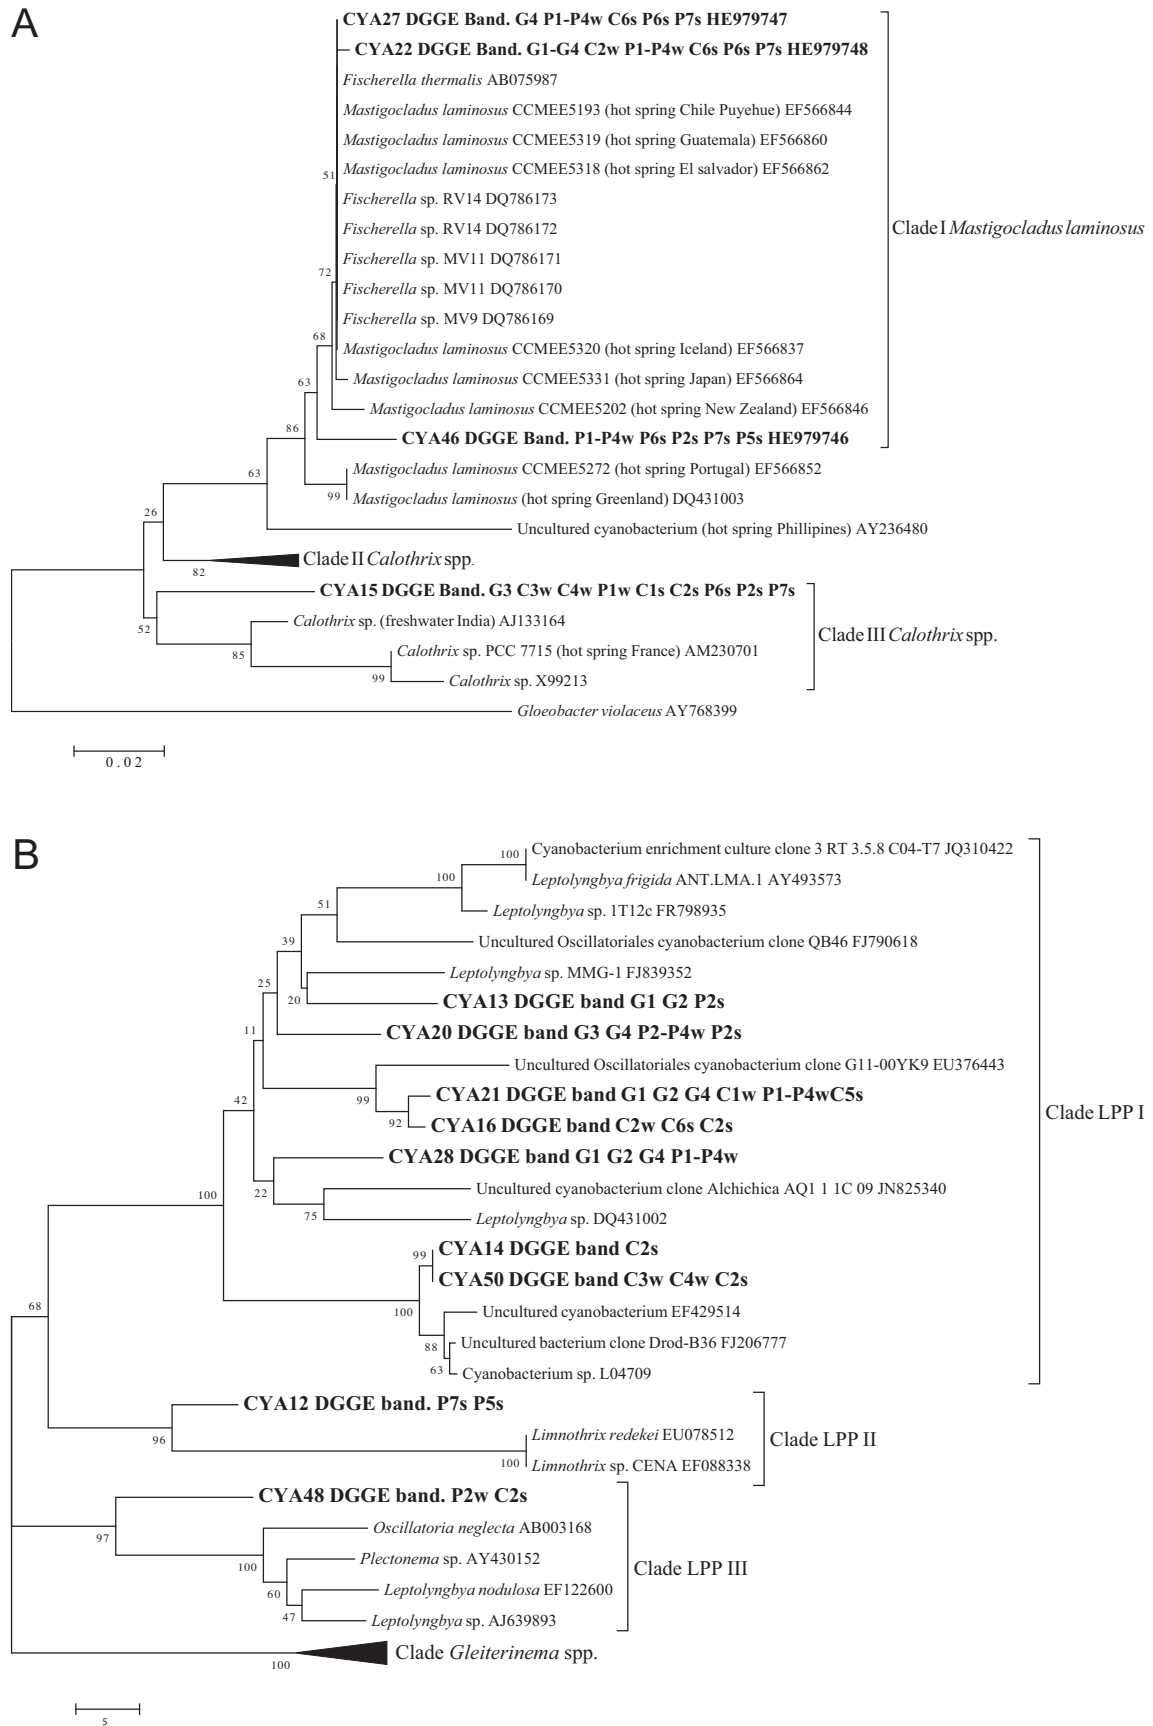 A
CYA27 DGGE Band. G4 P1-P4w C6s P6s P7s HE979747
CYA22 DGGE Band. G1-G4 C2w P1-P4w C6s P6s P7s HE979748
Fischerella thermalis AB075987
Mastigocladus laminosus CCMEE5193 (hot spring Chile Puyehue) EF566844
Mastigocladus laminosus CCMEE5319 (hot spring Guatemala) EF566860
Mastigocladus laminosus CCMEE5318 (hot spring El salvador) EF566862
51
Fischerella sp. RV14 DQ786173
Fischerella sp. RV14 DQ786172
Clade I Mastigocladus laminosus
Fischerella sp. MV11 DQ786171
72
Fischerella sp. MV11 DQ786170
Fischerella sp. MV9 DQ786169
68
Mastigocladus laminosus CCMEE5320 (hot spring Iceland) EF566837
Mastigocladus laminosus CCMEE5331 (hot spring Japan) EF566864
63
Mastigocladus laminosus CCMEE5202 (hot spring New Zealand) EF566846
86
CYA46 DGGE Band. P1-P4w P6s P2s P7s P5s HE979746
63
Mastigocladus laminosus CCMEE5272 (hot spring Portugal) EF566852
99
Mastigocladus laminosus (hot spring Greenland) DQ431003
26
Uncultured cyanobacterium (hot spring Phillipines) AY236480
Clade II Calothrix spp.
82
CYA15 DGGE Band. G3 C3w C4w P1w C1s C2s P6s P2s P7s
52
Calothrix sp. (freshwater India) AJ133164
Clade III Calothrix spp.
85
Calothrix sp. PCC 7715 (hot spring France) AM230701
99
Calothrix sp. X99213
Gloeobacter violaceus AY768399
0.02
B
Cyanobacterium enrichment culture clone 3 RT 3.5.8 C04-T7 JQ310422
100
100
Leptolyngbya frigida ANT.LMA.1 AY493573
51
Leptolyngbya sp. 1T12c FR798935
39
Uncultured Oscillatoriales cyanobacterium clone QB46 FJ790618
Leptolyngbya sp. MMG-1 FJ839352
25
20
CYA13 DGGE band G1 G2 P2s
11
CYA20 DGGE band G3 G4 P2-P4w P2s
Uncultured Oscillatoriales cyanobacterium clone G11-00YK9 EU376443
99
CYA21 DGGE band G1 G2 G4 C1w P1-P4wC5s
42
Clade LPP I
92
CYA16 DGGE band C2w C6s C2s
CYA28 DGGE band G1 G2 G4 P1-P4w
22
Uncultured cyanobacterium clone Alchichica AQ1 1 1C 09 JN825340
100
75
Leptolyngbya sp. DQ431002
CYA14 DGGE band C2s
99
CYA50 DGGE band C3w C4w C2s
68
100
Uncultured cyanobacterium EF429514
88
Uncultured bacterium clone Drod-B36 FJ206777
63
Cyanobacterium sp. L04709
CYA12 DGGE band. P7s P5s
96
Limnothrix redekei EU078512
Clade LPP II
100
Limnothrix sp. CENA EF088338
CYA48 DGGE band. P2w C2s
97
Oscillatoria neglecta AB003168
100
Plectonema sp. AY430152
Clade LPP III
60
Leptolyngbya nodulosa EF122600
47
Leptolyngbya sp. AJ639893
Clade Gleiterinema spp.
100
5